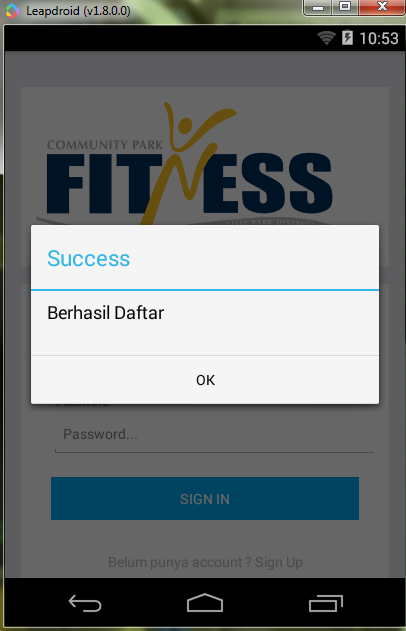 Leapdroid (v1.8.0.0)
10:53
COMMUNITY PARK
FITNESS
Success
Berhasil Daftar
OK
Password...
SIGN IN
Belum punya account ? Sign Up